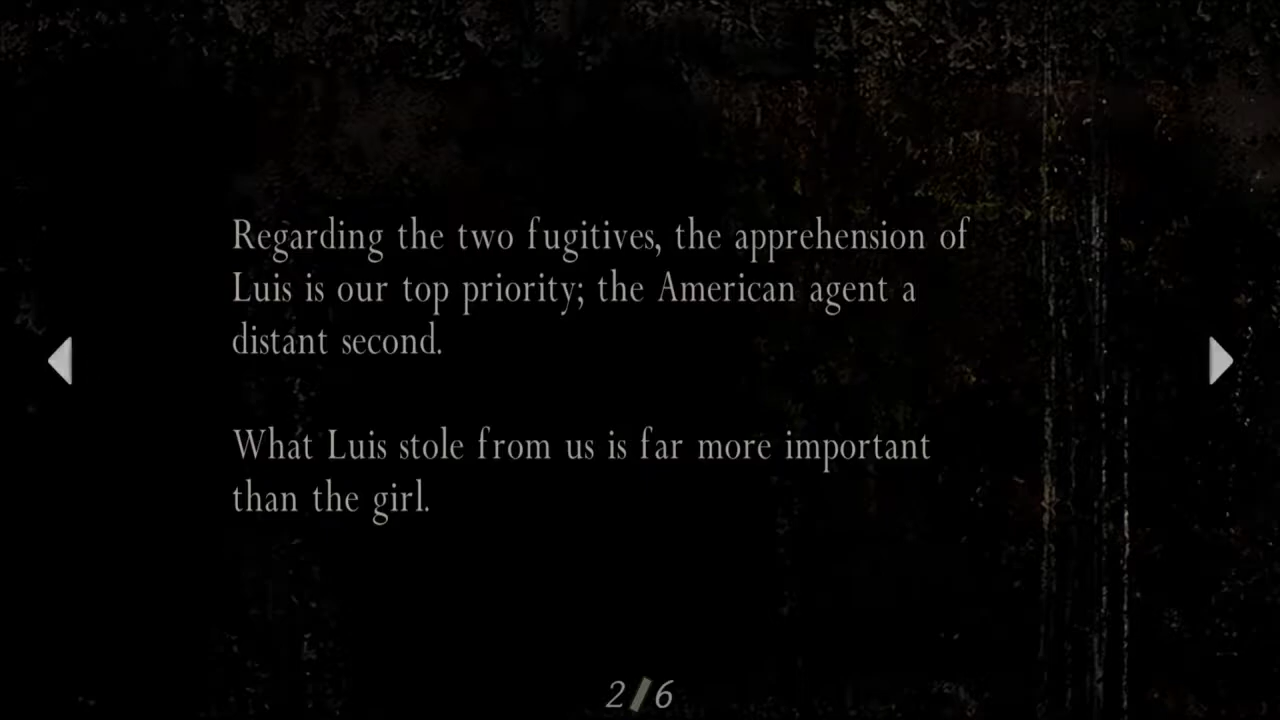 Regarding the two fugitives, the apprehension of
Luis is our top priority; the American agent a
distant second.
What Luis stole from us is far more important
than the girl.
2/6